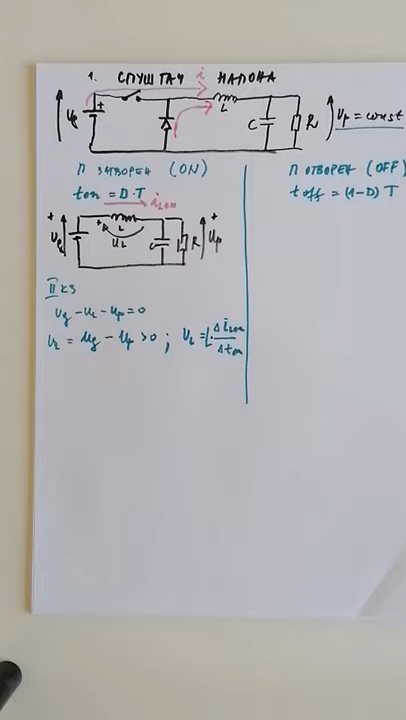 1. СПУШТАЧ НАПОНА
i
Ug + L C R Up = const
П ЗАТВОРЕН (ON)
ton = D·T
iLon
П ОТВОРЕН (OFF)
toff = (1-D) T
+ Ug + L UL C R + Up
II КЗ
Ug - UL - Up = 0
UL = Ug - Up > 0 ; UL = L · ΔiLon / Δton